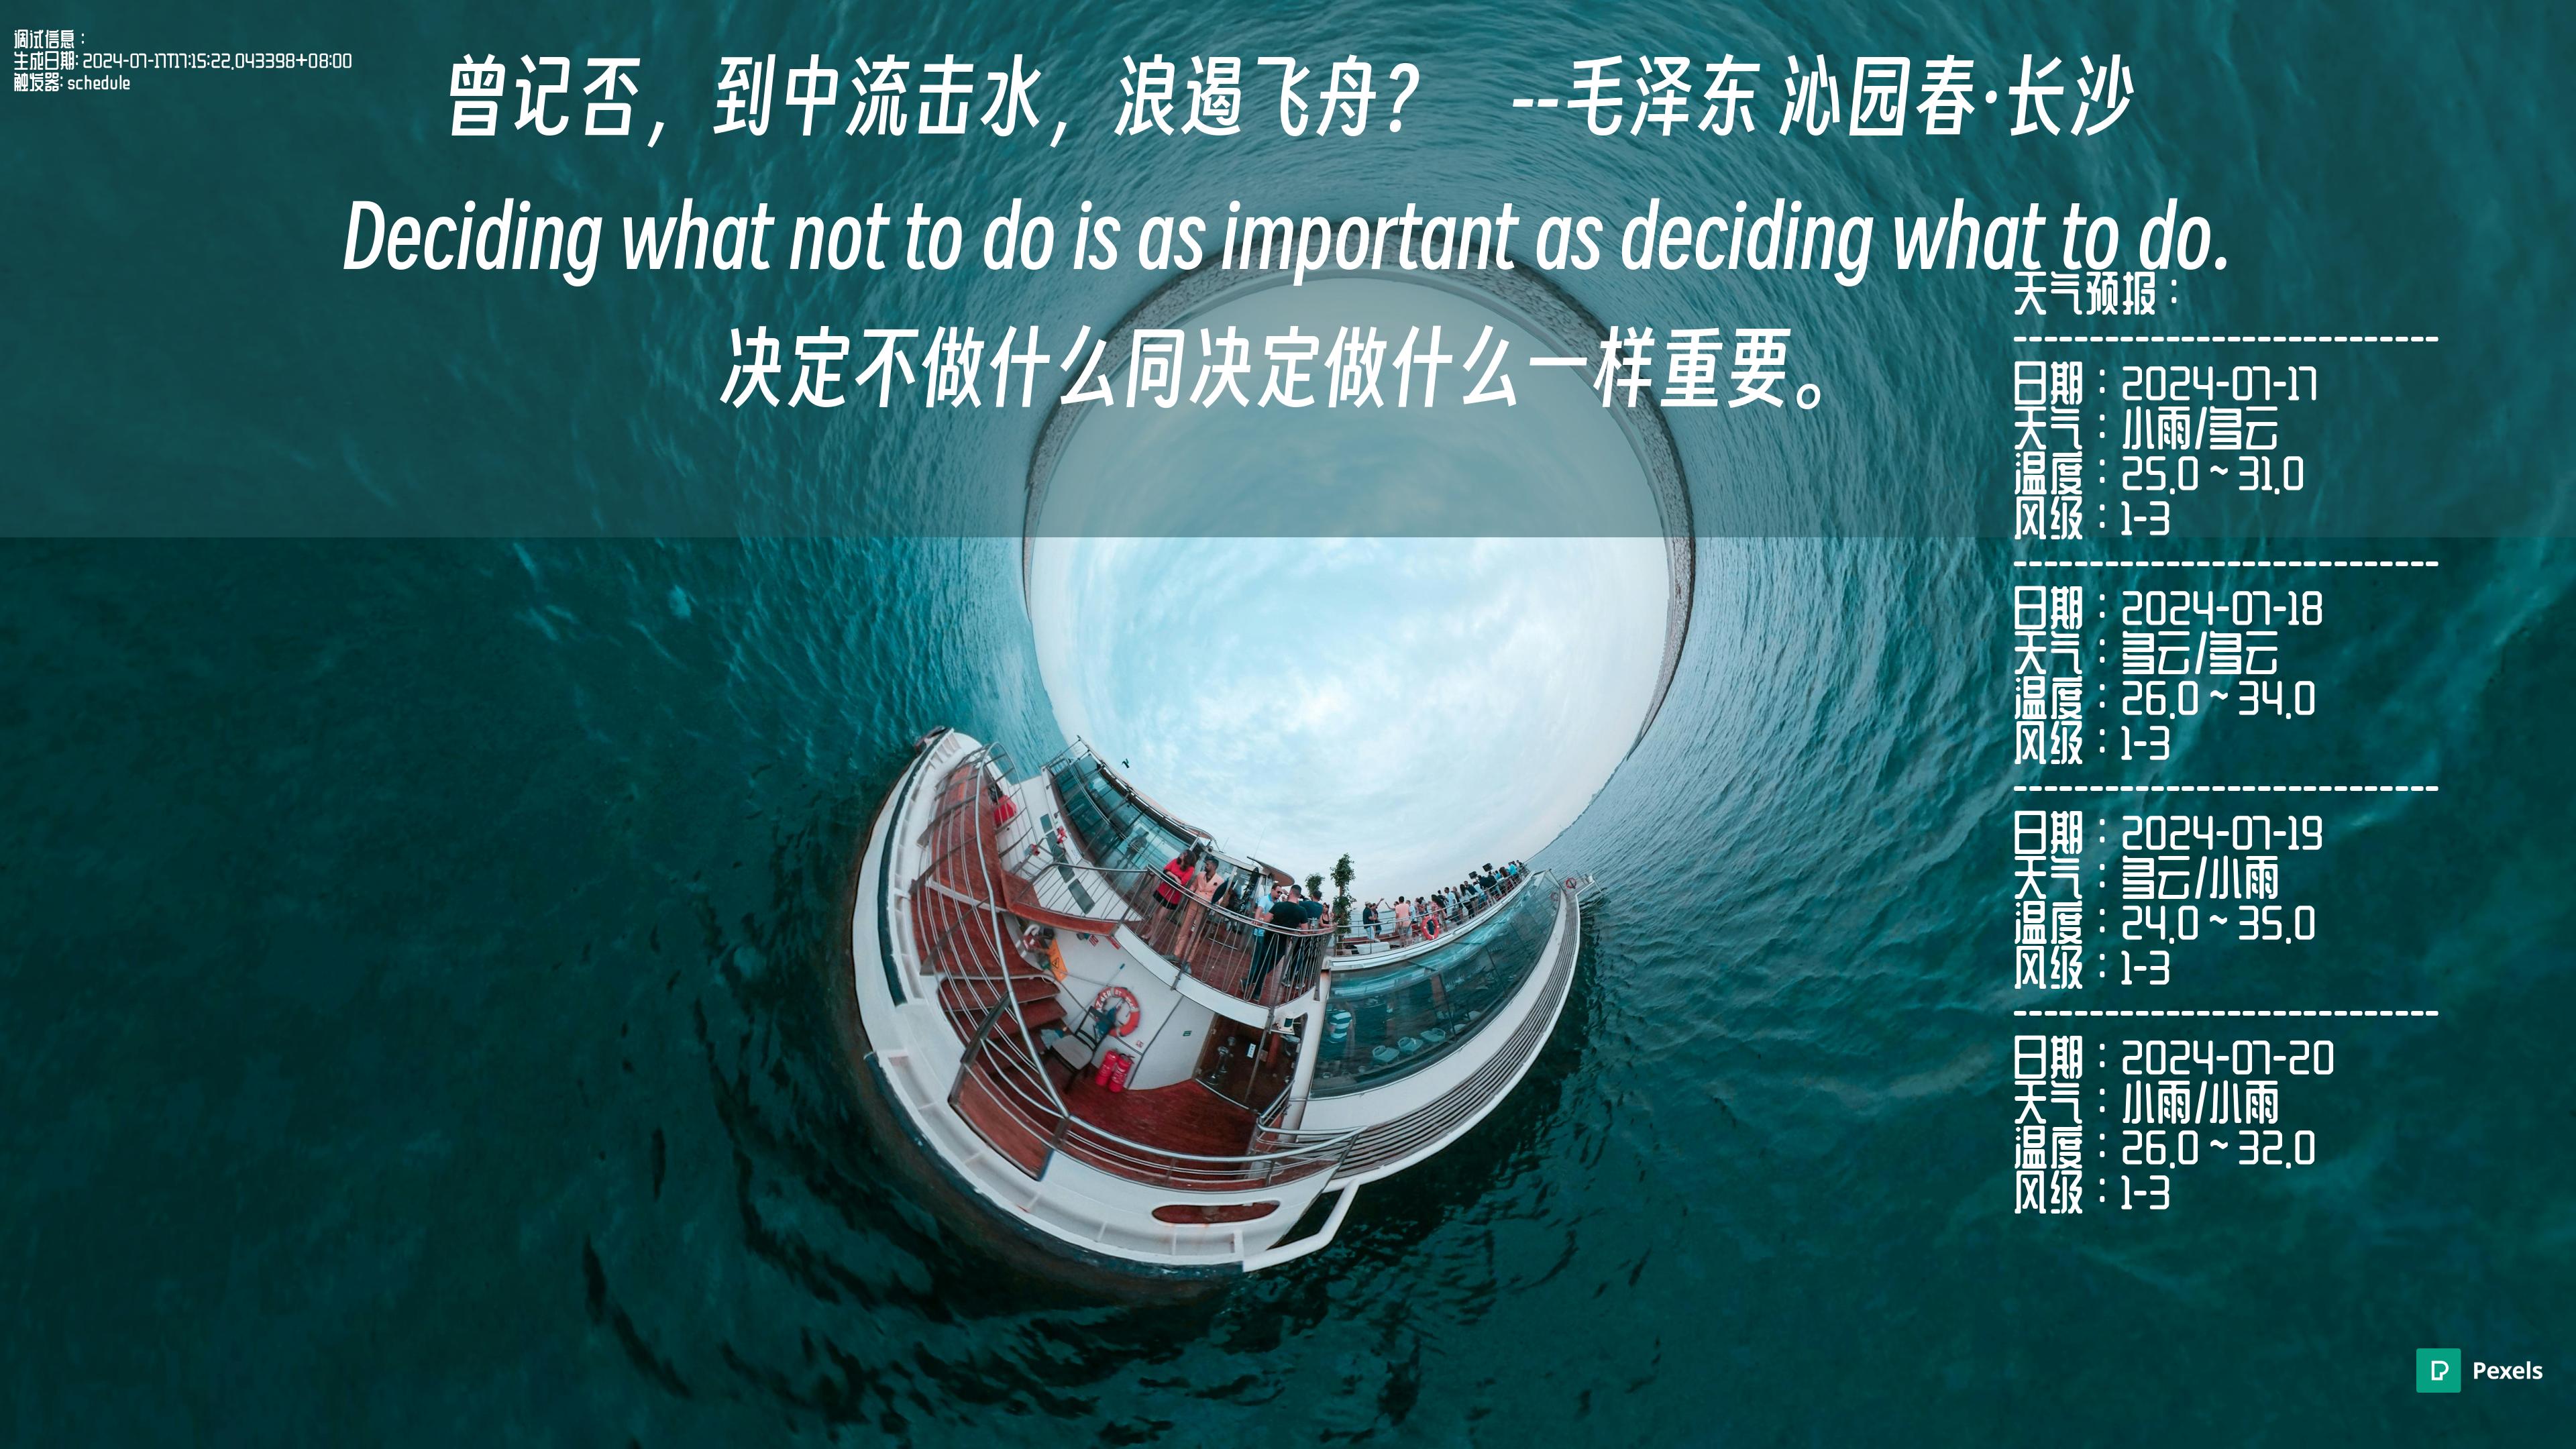 调试信息：
生成日期: 2024-07-17T17:15:22.043398+08:00
触发器: schedule
曾记否，到中流击水，浪遏飞舟？ --毛泽东 沁园春·长沙
Deciding what not to do is as important as deciding what to do.
决定不做什么同决定做什么一样重要。
天气预报：
----------------------------
日期：2024-07-17
天气：小雨/多云
温度：25.0 ~ 31.0
风级：1-3
----------------------------
日期：2024-07-18
天气：多云/多云
温度：26.0 ~ 34.0
风级：1-3
----------------------------
日期：2024-07-19
天气：多云/小雨
温度：24.0 ~ 35.0
风级：1-3
----------------------------
日期：2024-07-20
天气：小雨/小雨
温度：26.0 ~ 32.0
风级：1-3
Pexels